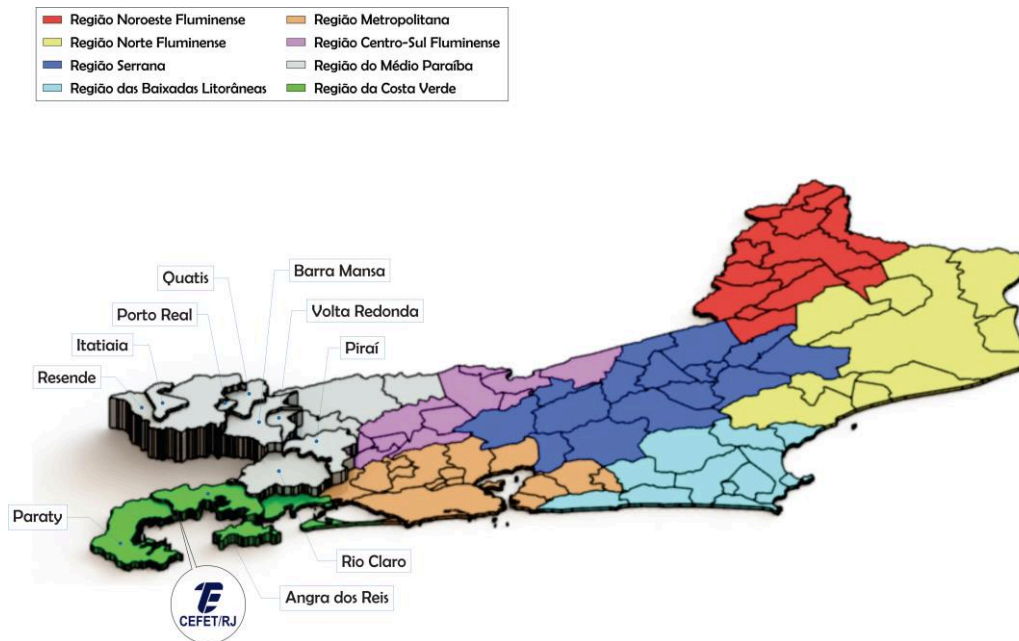 Região Noroeste Fluminense
Região Norte Fluminense
Região Serrana
Região das Baixadas Litorâneas
Região Metropolitana
Região Centro-Sul Fluminense
Região do Médio Paraíba
Região da Costa Verde
Quatis
Barra Mansa
Porto Real
Volta Redonda
Itatiaia
Piraí
Resende
Paraty
Rio Claro
Angra dos Reis
CEFET/RJ